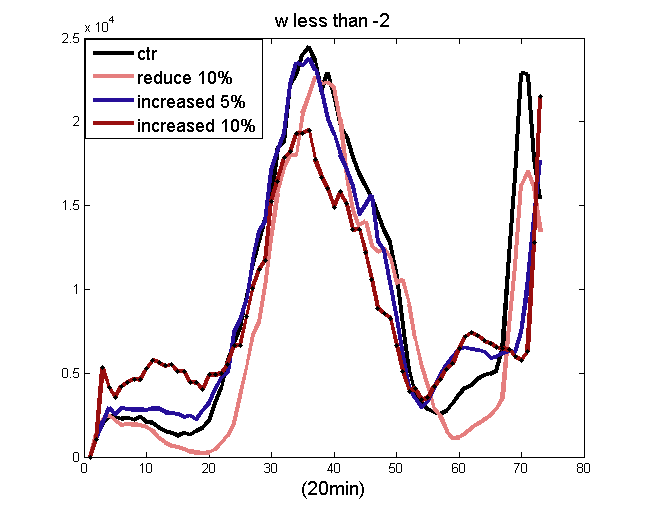 w less than -2
x 10^4
2.5
2
1.5
1
0.5
0
ctr
reduce 10%
increased 5%
increased 10%
0 10 20 30 40 50 60 70 80
(20min)